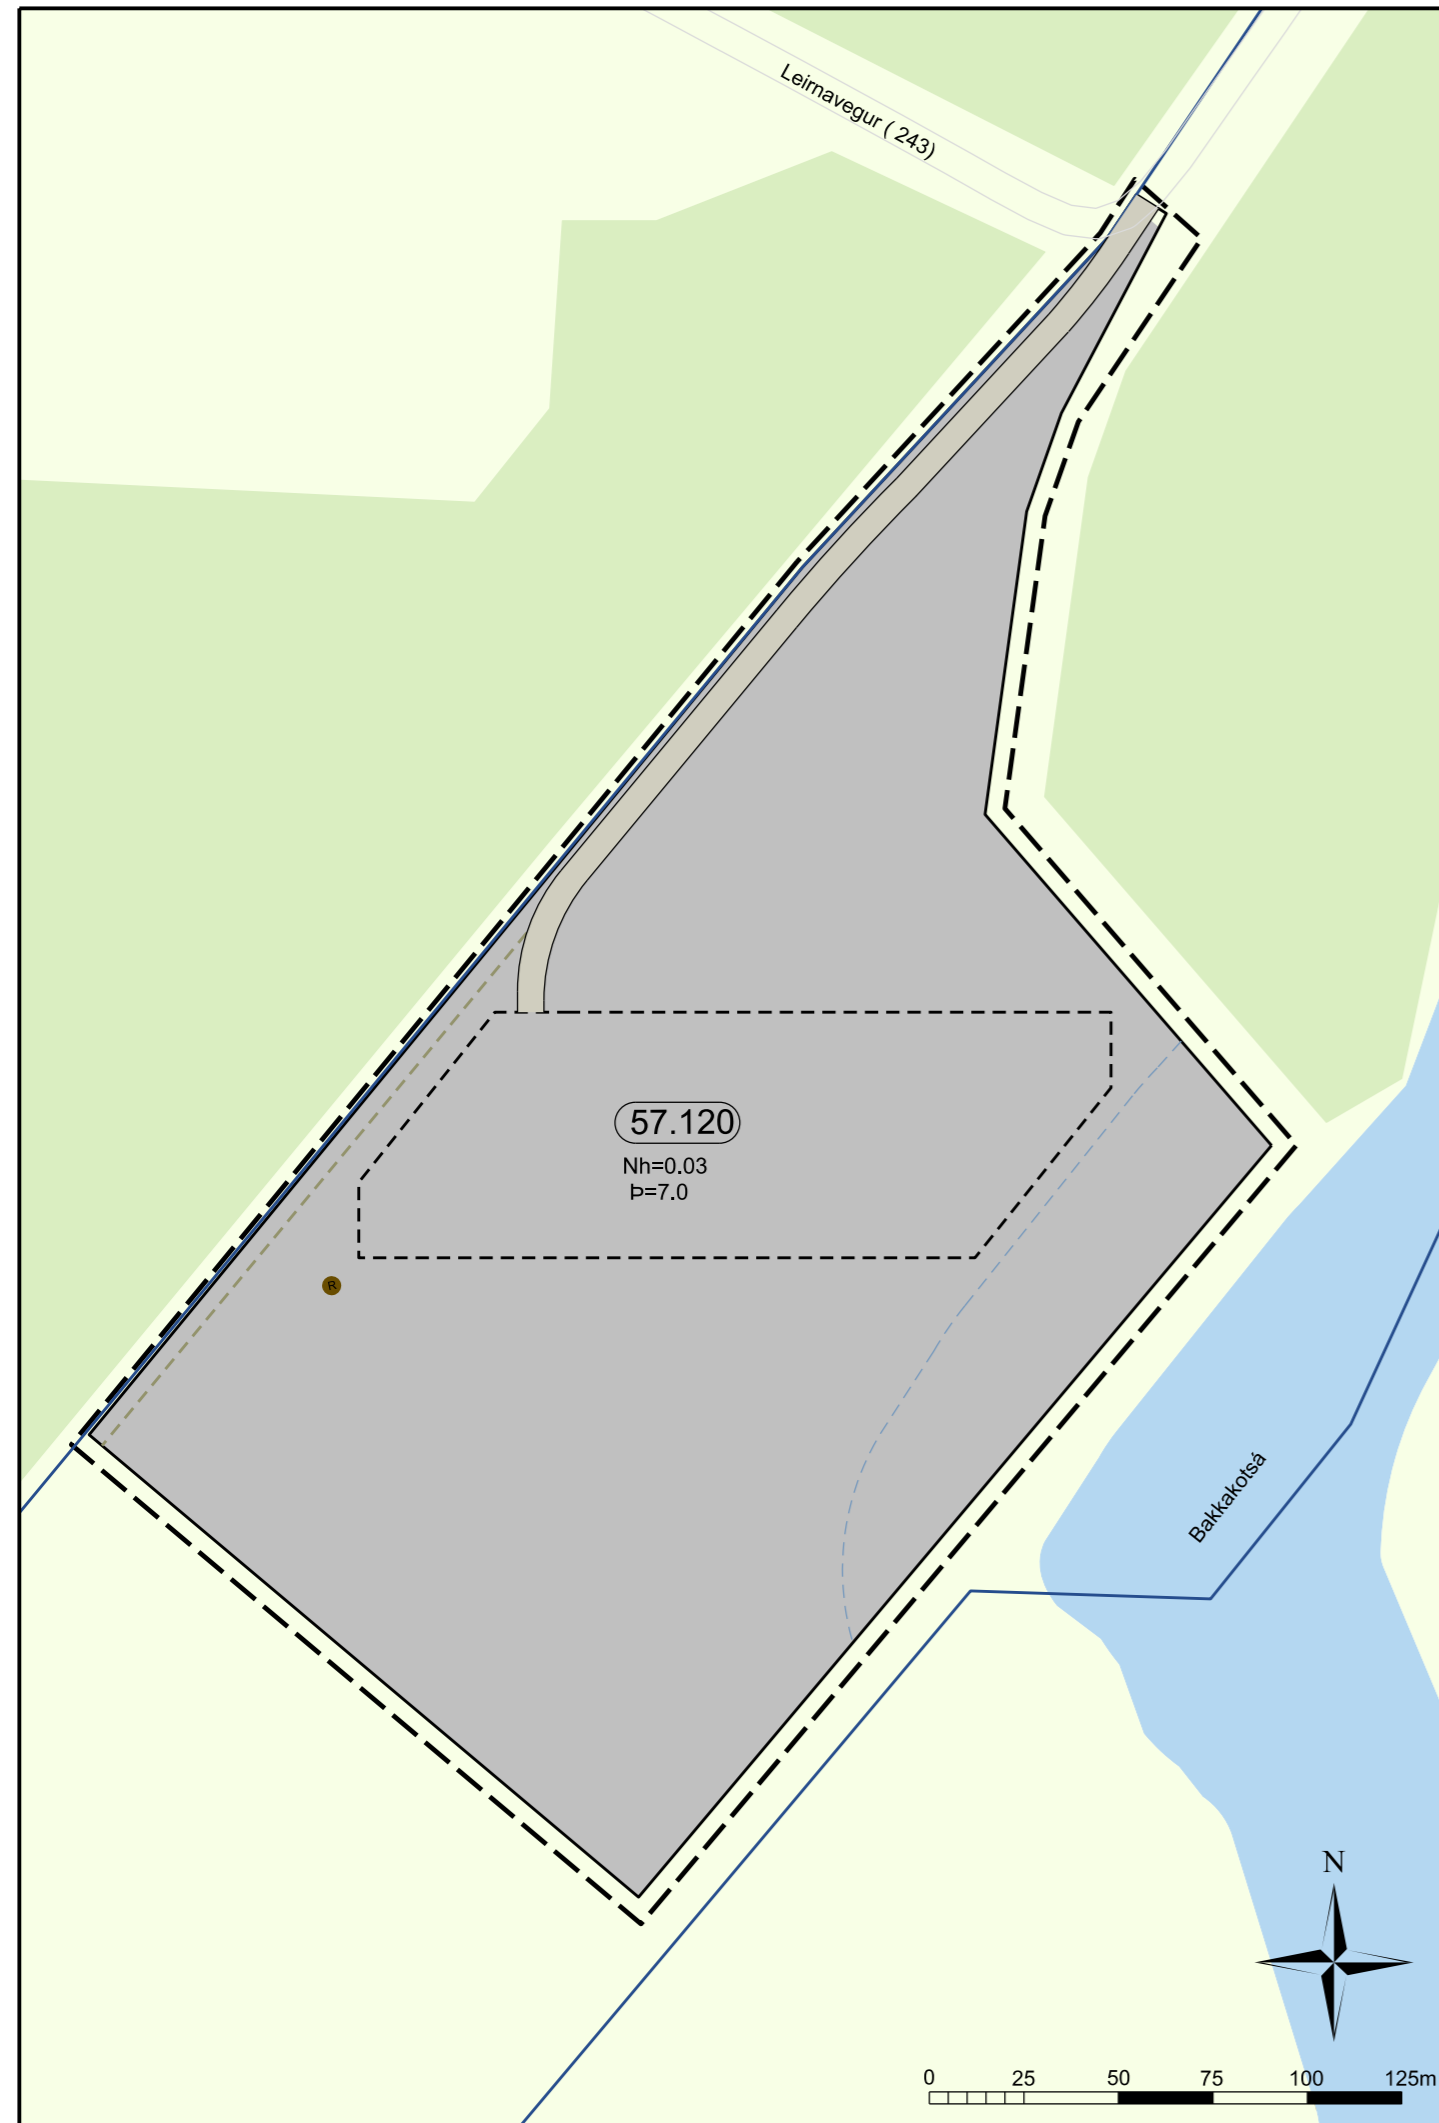 Leirnavegur ( 243)
57.120
Nh=0.03
Þ=7.0
R
Bakkakotsá
N
0 25 50 75 100 125m